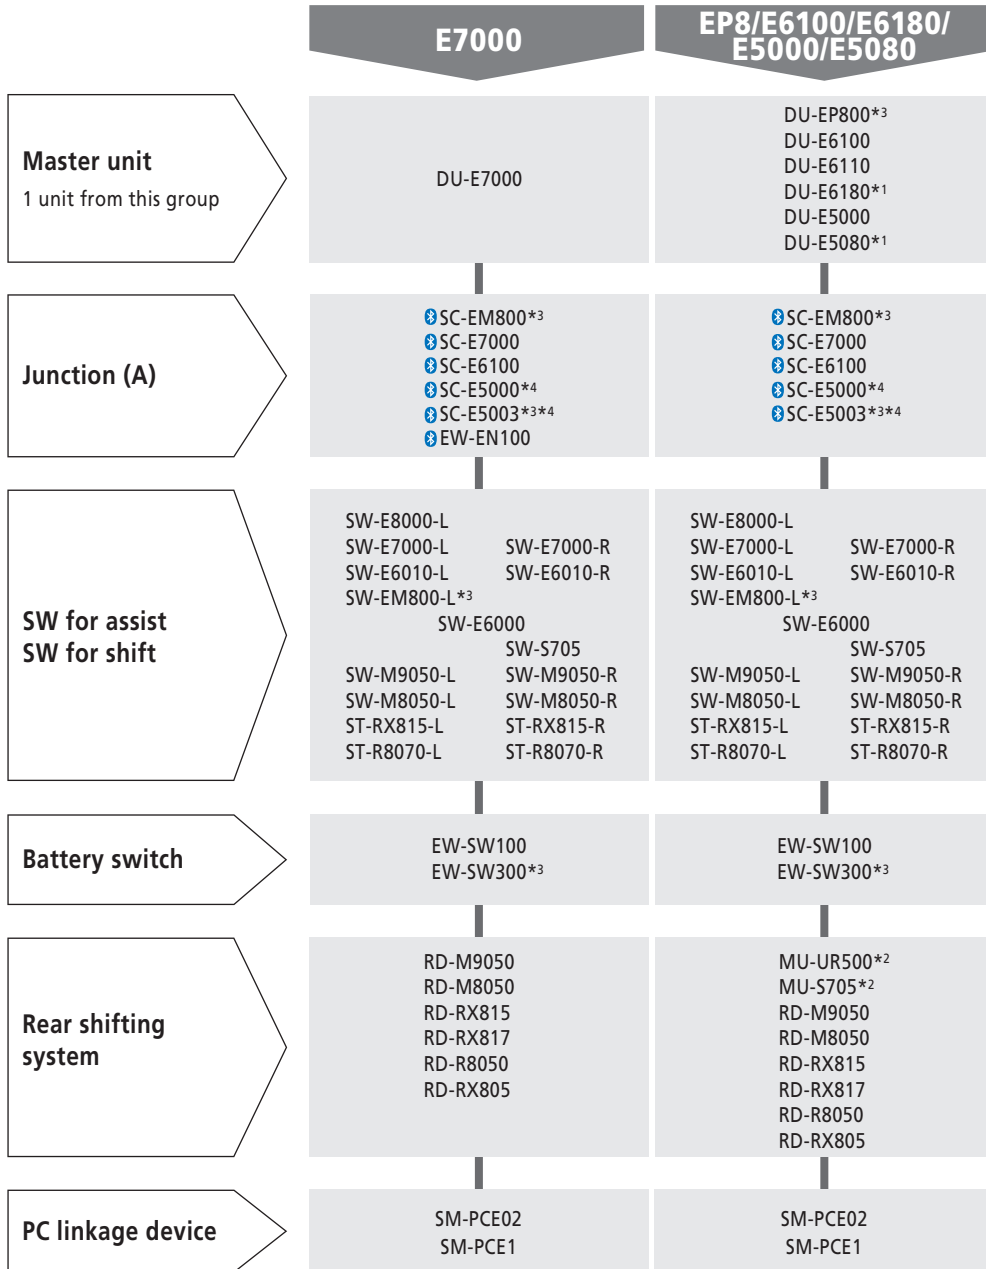 E7000
EP8/E6100/E6180/
E5000/E5080
Master unit
1 unit from this group
DU-E7000
DU-EP800*3
DU-E6100
DU-E6110
DU-E6180*1
DU-E5000
DU-E5080*1
Junction (A)
SC-EM800*3
SC-E7000
SC-E6100
SC-E5000*4
SC-E5003*3*4
EW-EN100
SC-EM800*3
SC-E7000
SC-E6100
SC-E5000*4
SC-E5003*3*4
SW for assist
SW for shift
SW-E8000-L
SW-E7000-L SW-E7000-R
SW-E6010-L SW-E6010-R
SW-EM800-L*3
SW-E6000
SW-S705
SW-M9050-L SW-M9050-R
SW-M8050-L SW-M8050-R
ST-RX815-L ST-RX815-R
ST-R8070-L ST-R8070-R
SW-E8000-L
SW-E7000-L SW-E7000-R
SW-E6010-L SW-E6010-R
SW-EM800-L*3
SW-E6000
SW-S705
SW-M9050-L SW-M9050-R
SW-M8050-L SW-M8050-R
ST-RX815-L ST-RX815-R
ST-R8070-L ST-R8070-R
Battery switch
EW-SW100
EW-SW300*3
EW-SW100
EW-SW300*3
Rear shifting
system
RD-M9050
RD-M8050
RD-RX815
RD-RX817
RD-R8050
RD-RX805
MU-UR500*2
MU-S705*2
RD-M9050
RD-M8050
RD-RX815
RD-RX817
RD-R8050
RD-RX805
PC linkage device
SM-PCE02
SM-PCE1
SM-PCE02
SM-PCE1